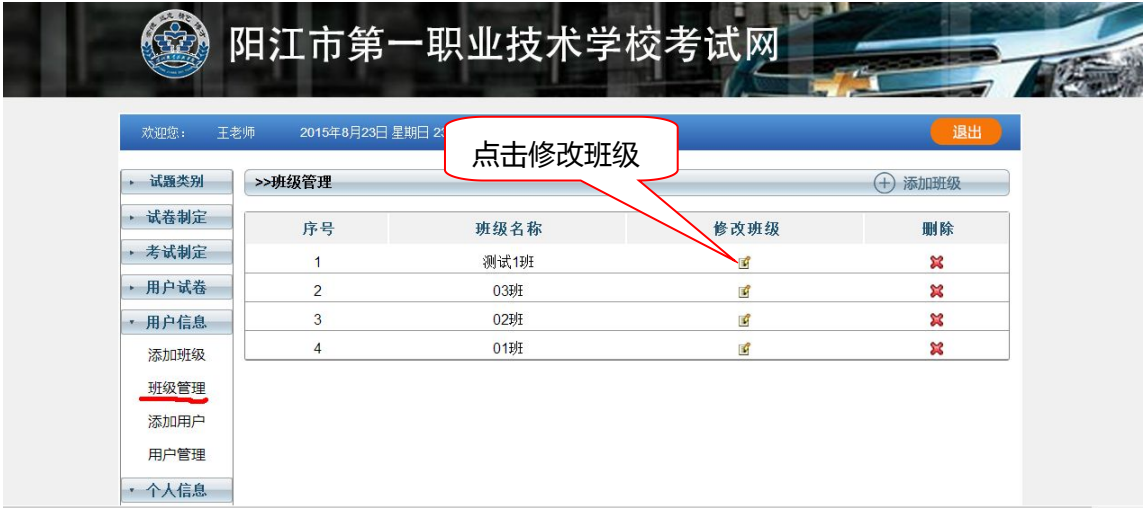 阳江市第一职业技术学校考试网
欢迎您： 王老师 2015年8月23日 星期日 23
退出
点击修改班级
试题类别
>>班级管理
添加班级
试卷制定
考试制定
用户试卷
用户信息
添加班级
班级管理
添加用户
用户管理
个人信息
序号 班级名称 修改班级 删除
1 测试1班
2 03班
3 02班
4 01班